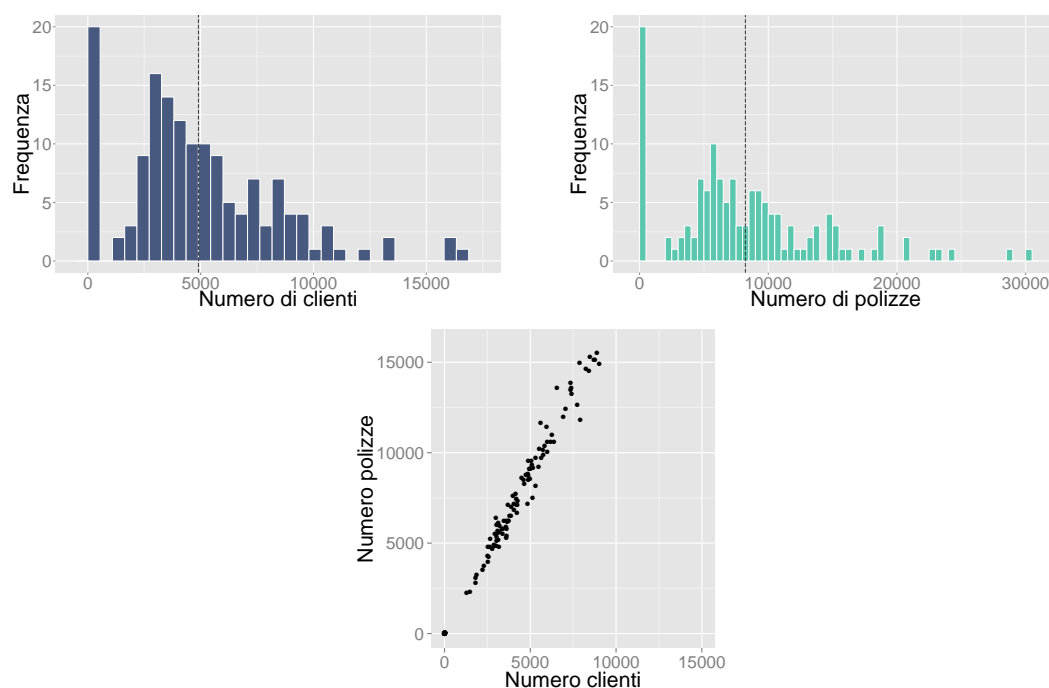 Frequenza
20
15
10
5
0
0 5000 10000 15000
Numero di clienti
Frequenza
20
15
10
5
0
0 10000 20000 30000
Numero di polizze
Numero polizze
15000
10000
5000
0
0 5000 10000 15000
Numero clienti